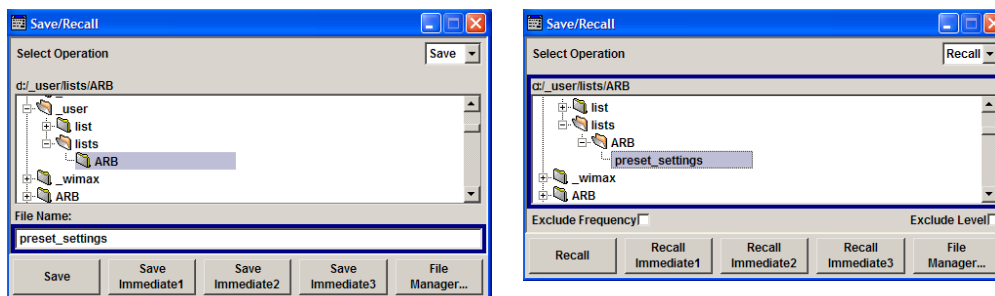 Save/Recall
Select Operation
Save
d:/_user/lists/ARB
_user
list
lists
ARB
_wimax
ARB
File Name:
preset_settings
Save
Save Immediate1
Save Immediate2
Save Immediate3
File Manager...
Save/Recall
Select Operation
Recall
d:/_user/lists/ARB
list
lists
ARB
preset_settings
_wimax
ARB
Exclude Frequency
Exclude Level
Recall
Recall Immediate1
Recall Immediate2
Recall Immediate3
File Manager...